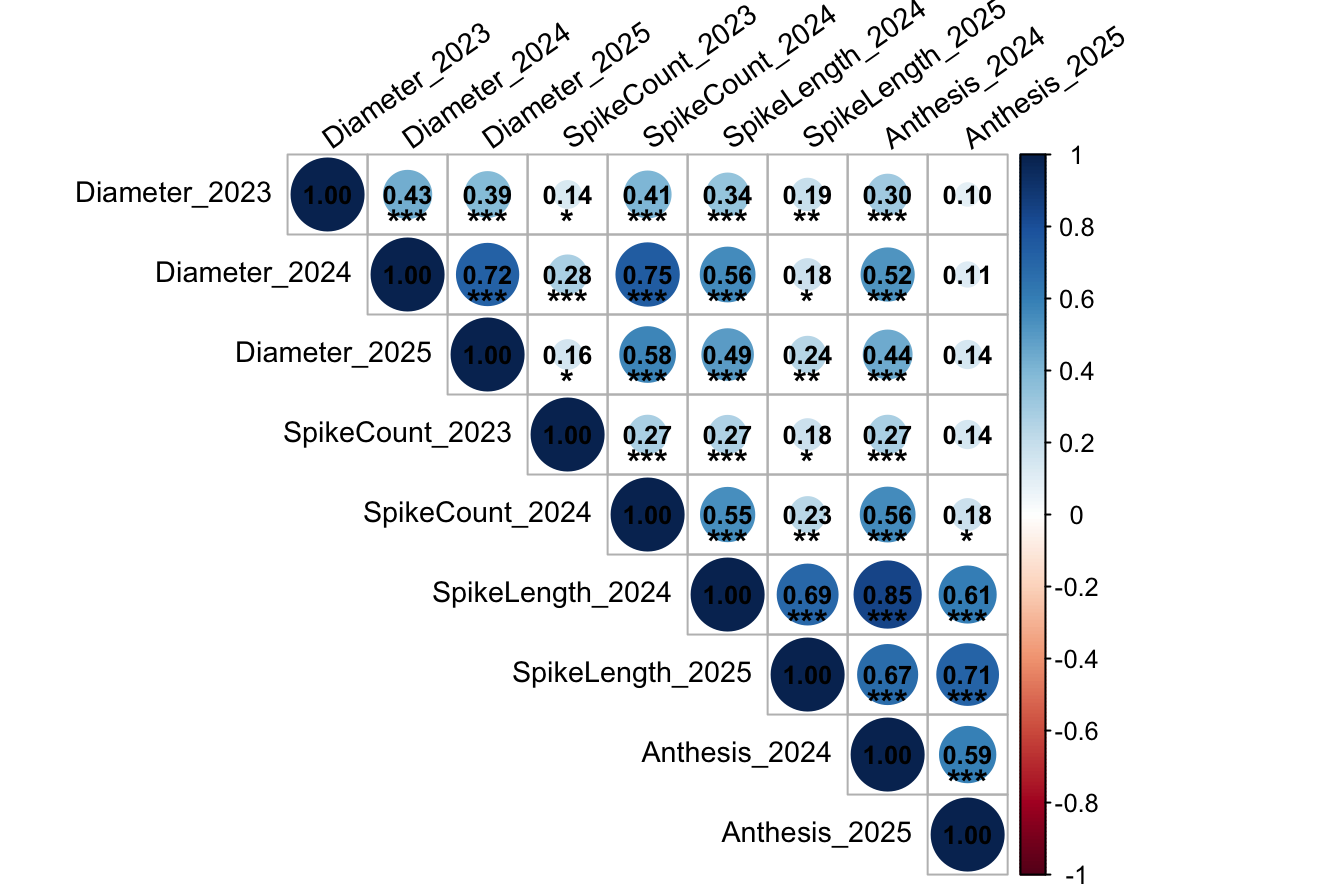 Diameter_2023
Diameter_2024
Diameter_2025
SpikeCount_2023
SpikeCount_2024
SpikeLength_2024
SpikeLength_2025
Anthesis_2024
Anthesis_2025
Diameter_2023 1.00 0.43 0.39 0.14 0.41 0.34 0.19 0.30 0.10 1
*** *** * *** *** ** ***
0.8
Diameter_2024 1.00 0.72 0.28 0.75 0.56 0.18 0.52 0.11
*** *** *** *** * *** 0.6
Diameter_2025 1.00 0.16 0.58 0.49 0.24 0.44 0.14
* *** *** ** *** 0.4
SpikeCount_2023 1.00 0.27 0.27 0.18 0.27 0.14 0.2
*** *** * ***
SpikeCount_2024 1.00 0.55 0.23 0.56 0.18 0
*** ** *** *
SpikeLength_2024 1.00 0.69 0.85 0.61 -0.2
*** *** ***
-0.4
SpikeLength_2025 1.00 0.67 0.71
*** *** -0.6
Anthesis_2024 1.00 0.59
*** -0.8
Anthesis_2025 1.00
-1